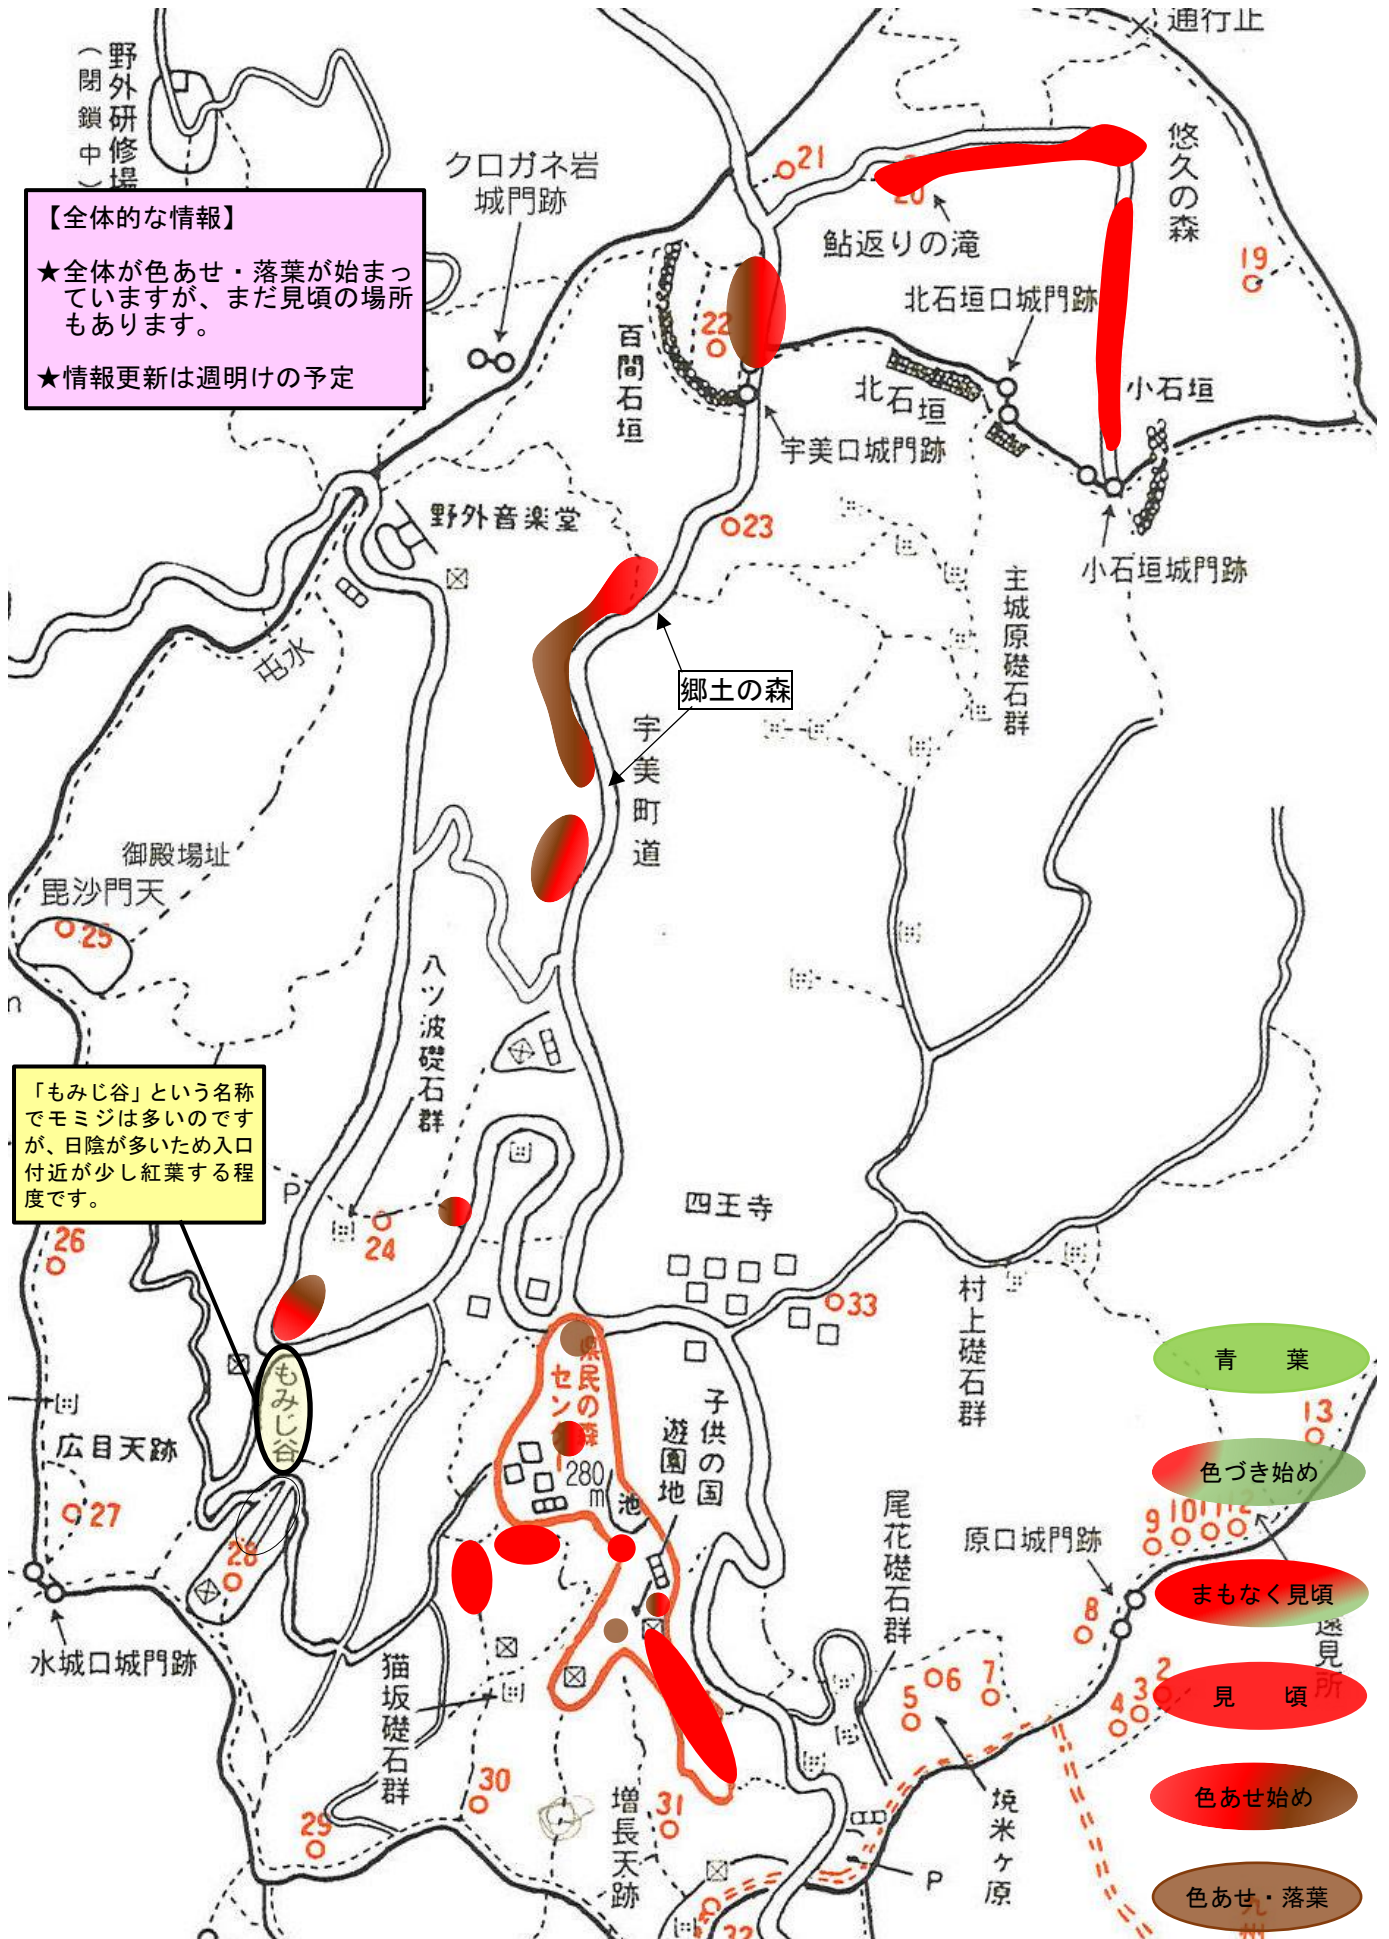 通行止
野外研修場
（閉鎖中）
クロガネ岩
城門跡
悠久の森
21
20
鮎返りの滝
19
【全体的な情報】
★全体が色あせ・落葉が始まっ
ていますが、まだ見頃の場所
もあります。
★情報更新は週明けの予定
北石垣口城門跡
22
百間石垣
北石垣
小石垣
宇美口城門跡
野外音楽堂
23
小石垣城門跡
主城原礎石群
屯水
郷土の森
宇美町道
御殿場址
毘沙門天
25
八ツ波礎石群
m
「もみじ谷」という名称
でモミジは多いのです
が、日陰が多いため入口
付近が少し紅葉する程
度です。
P
24
四王寺
26
33
村上礎石群
青　葉
県民の森
セン
もみじ谷
子供の国
遊園地
13
広目天跡
280
m
池
色づき始め
27
尾花礎石群
原口城門跡
9
10
11
12
28
まもなく見頃
8
遠見所
水城口城門跡
猫坂礎石群
5
6
7
4
3
2
見　頃
30
増長天跡
31
焼米ケ原
色あせ始め
29
P
32
色あせ・落葉
九州